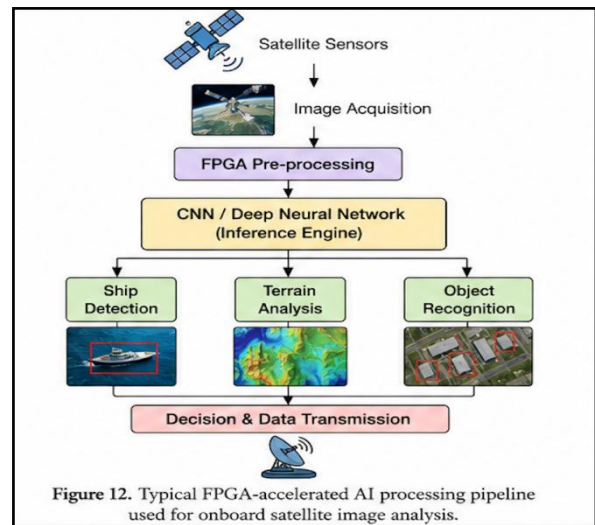 Satellite Sensors
Image Acquisition
FPGA Pre-processing
CNN / Deep Neural Network
(Inference Engine)
Ship
Detection
Terrain
Analysis
Object
Recognition
Decision & Data Transmission
Figure 12. Typical FPGA-accelerated AI processing pipeline
used for onboard satellite image analysis.